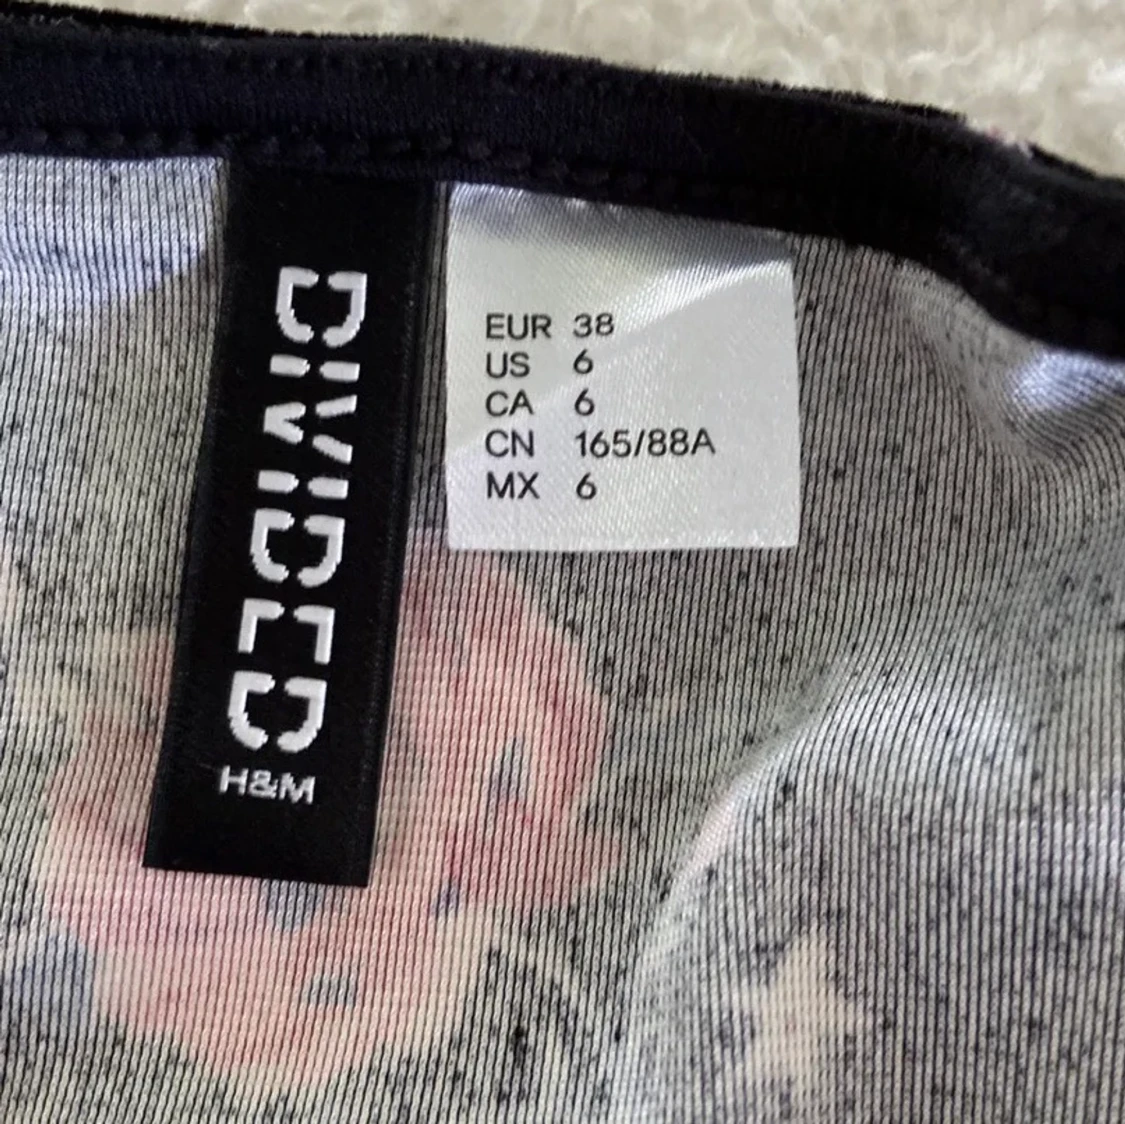 DIVIDED
H&M
EUR 38
US 6
CA 6
CN 165/88A
MX 6